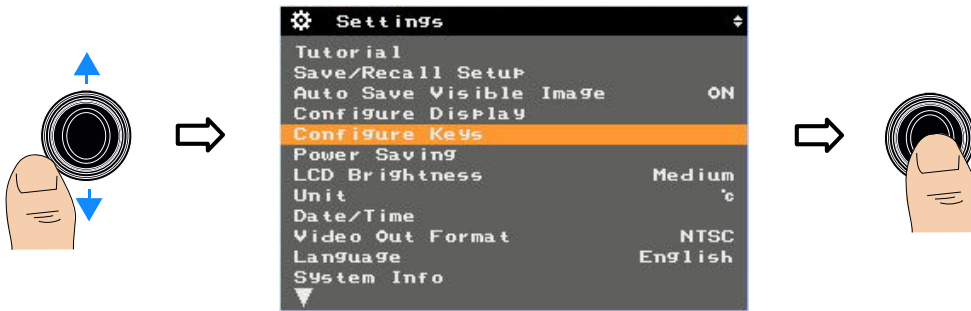 Settings
Tutorial
Save/Recall Setup
Auto Save Visible Image ON
Configure Display
Configure Keys
Power Saving
LCD Brightness Medium
Unit °c
Date/Time
Video Out Format NTSC
Language English
System Info